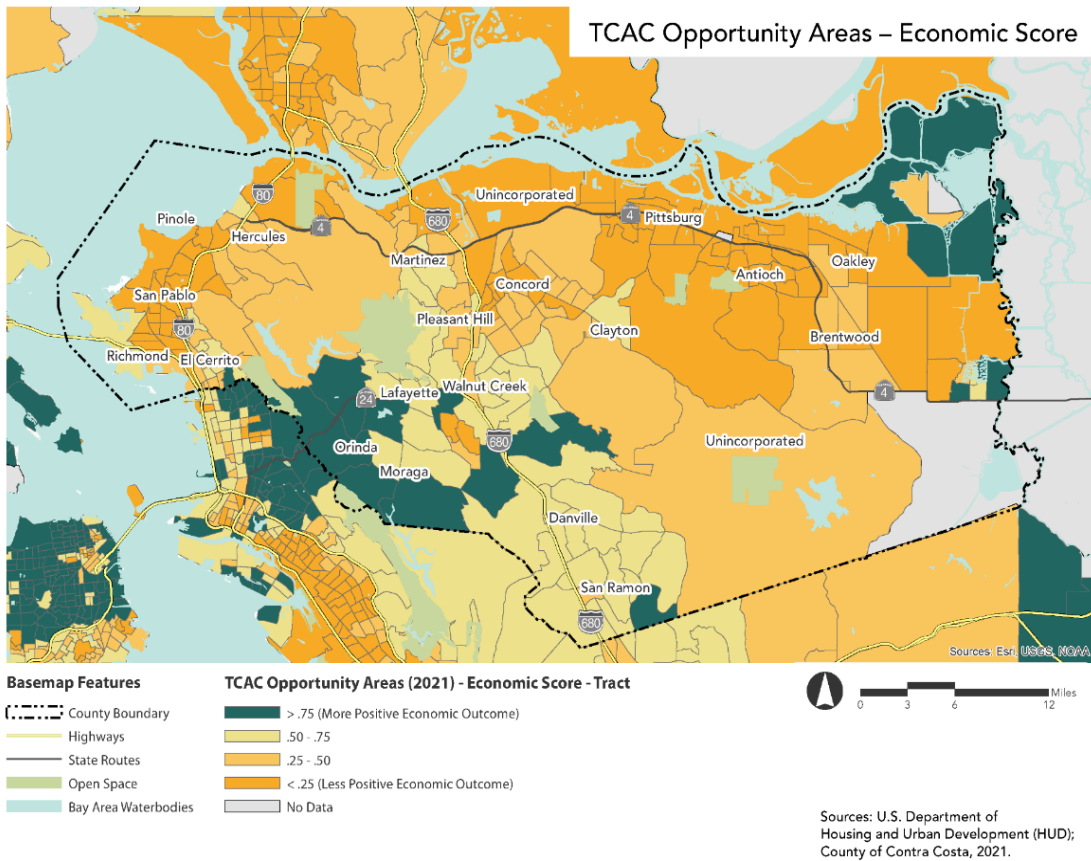 TCAC Opportunity Areas – Economic Score
80
Unincorporated
Pinole
680
4
Pittsburg
Hercules
4
Martinez
Oakley
Antioch
San Pablo
Concord
Pleasant Hill
80
Clayton
Brentwood
Richmond
El Cerrito
Walnut Creek
Lafayette
24
4
Orinda
680
Unincorporated
Moraga
Danville
San Ramon
680
Sources: Esri, USGS, NOAA
Basemap Features
County Boundary
Highways
State Routes
Open Space
Bay Area Waterbodies
TCAC Opportunity Areas (2021) - Economic Score - Tract
> .75 (More Positive Economic Outcome)
.50 - .75
.25 - .50
< .25 (Less Positive Economic Outcome)
No Data
Miles
0 3 6 12
Sources: U.S. Department of
Housing and Urban Development (HUD);
County of Contra Costa, 2021.